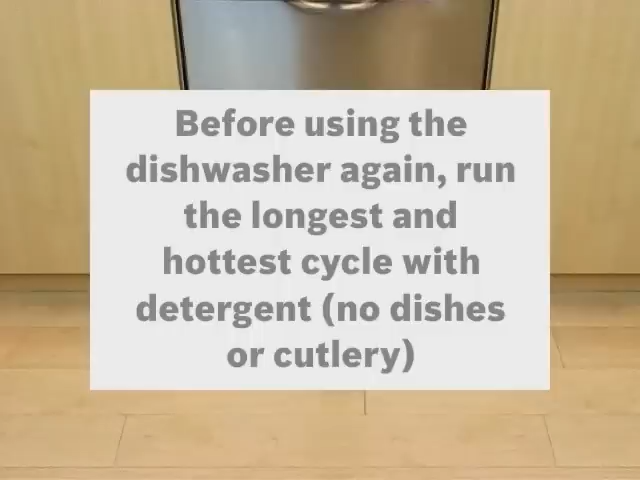 Before using the
dishwasher again, run
the longest and
hottest cycle with
detergent (no dishes
or cutlery)